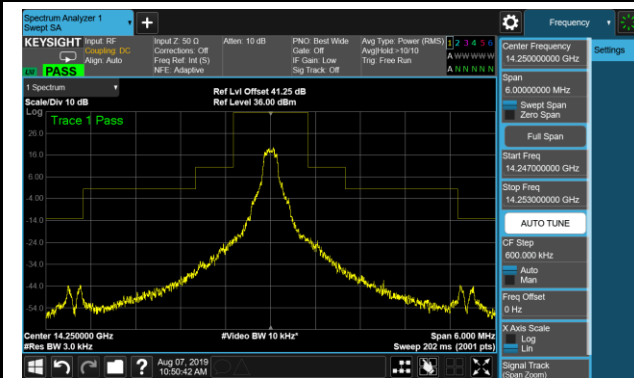 Spectrum Analyzer 1
Swept SA
Frequency
KEYSIGHT
Input: RF
Coupling: DC
Align: Auto
Input Z: 50 Ω
Corrections: Off
Freq Ref: Int (S)
NFE: Adaptive
Atten: 10 dB
PNO: Best Wide
Gate: Off
IF Gain: Low
Sig Track: Off
Avg Type: Power (RMS)
Avg|Hold:>10/10
Trig: Free Run
1 2 3 4 5 6
A W W W W W
A N N N N N
PASS
1 Spectrum
Scale/Div 10 dB
Ref Lvl Offset 41.25 dB
Ref Level 36.00 dBm
Log
Trace 1 Pass
26.0
16.0
6.00
-4.00
-14.0
-24.0
-34.0
-44.0
-54.0
Center 14.250000 GHz
#Res BW 3.0 kHz
#Video BW 10 kHz*
Span 6.000 MHz
Sweep 202 ms (2001 pts)
Aug 07, 2019
10:50:42 AM
Center Frequency
14.250000000 GHz
Settings
Span
6.00000000 MHz
Swept Span
Zero Span
Full Span
Start Freq
14.247000000 GHz
Stop Freq
14.253000000 GHz
AUTO TUNE
CF Step
600.000 kHz
Auto
Man
Freq Offset
0 Hz
X Axis Scale
Log
Lin
Signal Track
(Span Zoom)